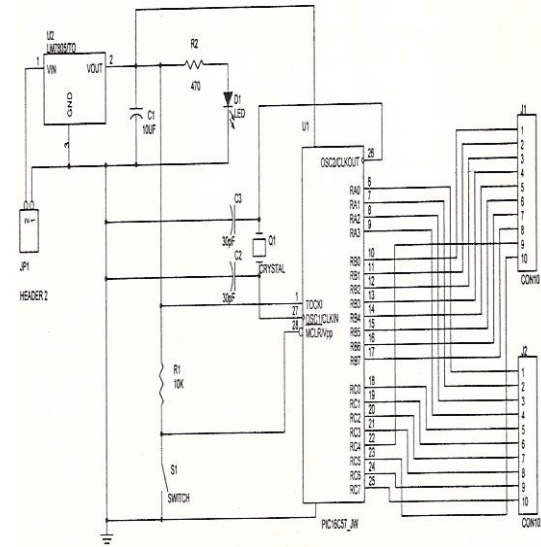 U2
LM7805/TO
1
VIN
VOUT
2
GND
3
R2
470
D1
LED
C1
10UF
U1
JP1
HEADER 2
C3
30pF
Q1
CRYSTAL
C2
30pF
R1
10K
S1
SWITCH
1
TOCKI
27
OSC1/CLKIN
28
MCLR/Vpp
OSC2/CLKOUT
26
RA0
6
RA1
7
RA2
8
RA3
9
RB0
10
RB1
11
RB2
12
RB3
13
RB4
14
RB5
15
RB6
16
RB7
17
RC0
18
RC1
19
RC2
20
RC3
21
RC4
22
RC5
23
RC6
24
RC7
25
PIC16C57_JW
J1
1
2
3
4
5
6
7
8
9
10
CON10
J2
1
2
3
4
5
6
7
8
9
10
CON10